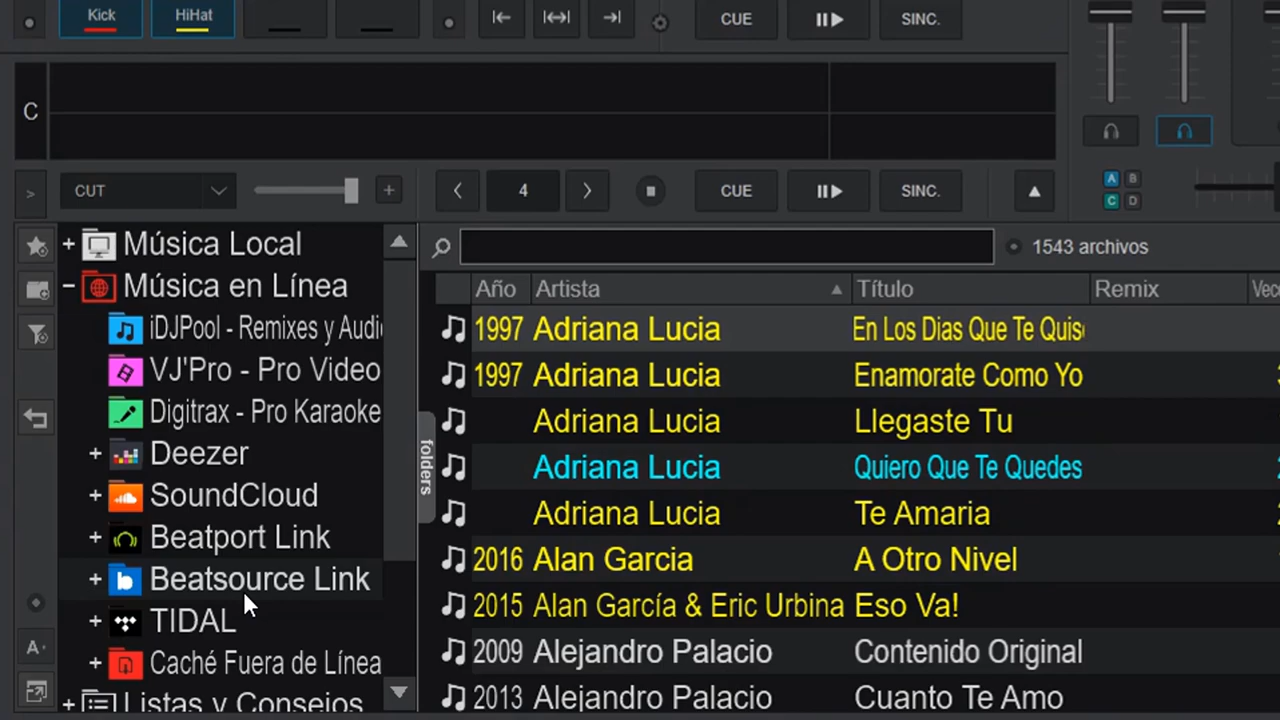 Kick HiHat CUE SINC.
C
> CUT + 4 CUE SINC. A B
C D
+ Música Local
1543 archivos
− Música en Línea
Año Artista Título Remix
iDJPool - Remixes y
VJ'Pro - Pro Video
Digitrax - Pro Karaoke
+ Deezer
+ SoundCloud
+ Beatport Link
+ Beatsource Link
+ TIDAL
+ Caché Fuera de Línea
+ Listas y Consejos
A
folders
1997 Adriana Lucia En Los Dias Que Te
1997 Adriana Lucia Enamorate Como Yo
Adriana Lucia Llegaste Tu
Adriana Lucia Quiero Que Te Quedes
Adriana Lucia Te Amaria
2016 Alan Garcia A Otro Nivel
2015 Alan García & Eric Urbina Eso Va!
2009 Alejandro Palacio Contenido Original
2013 Alejandro Palacio Cuanto Te Amo